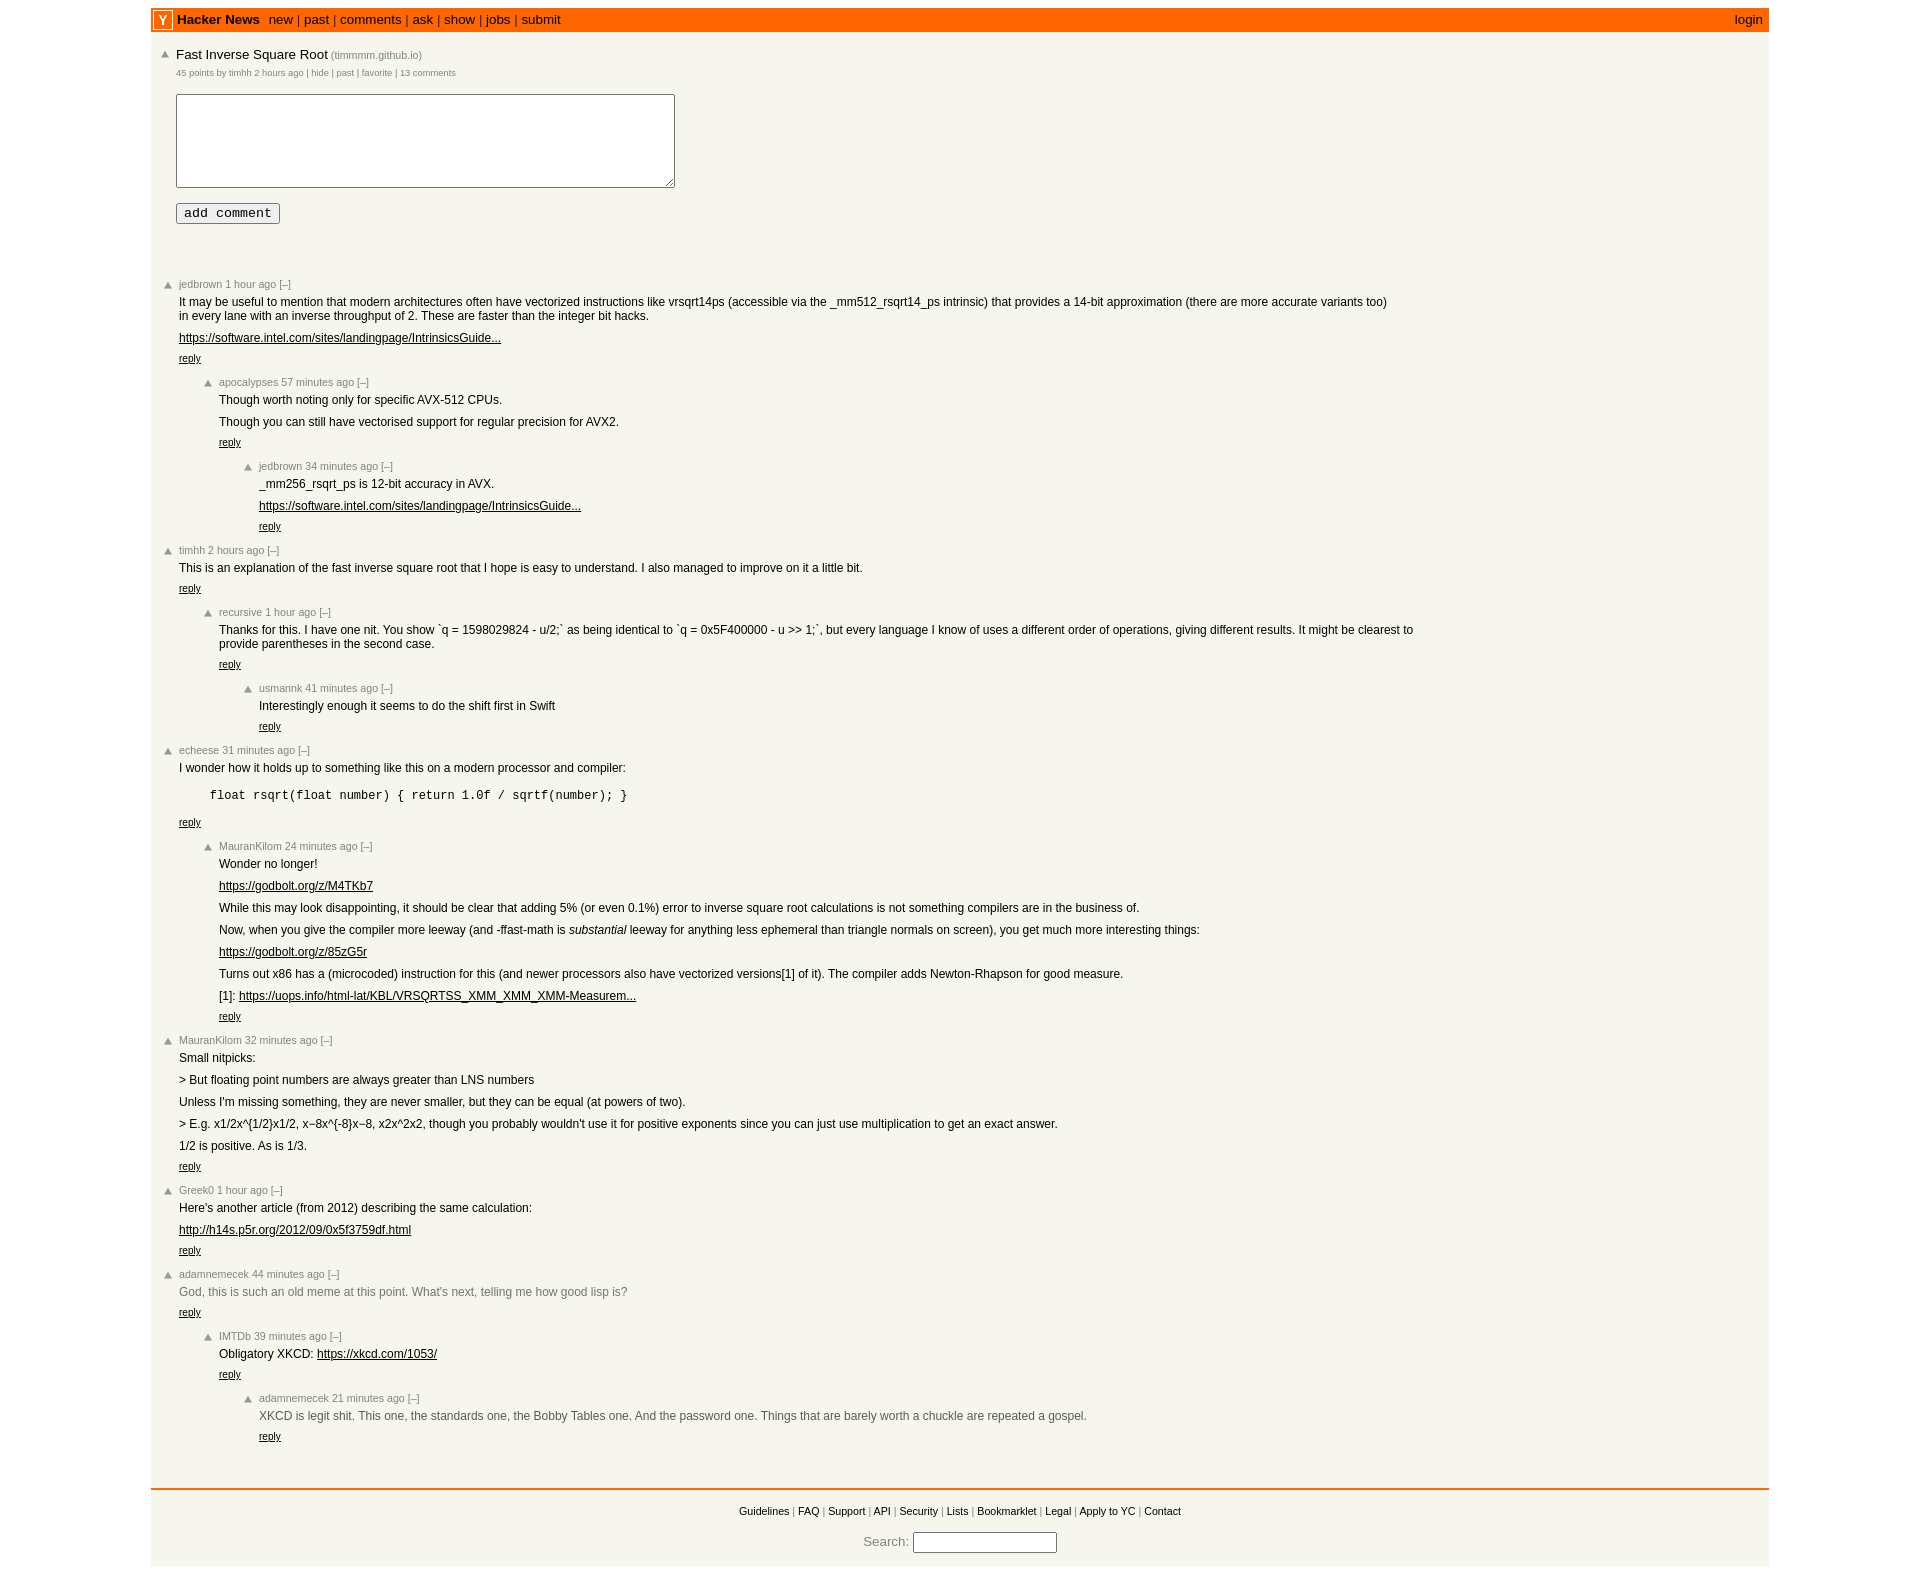 Y Hacker News new | past | comments | ask | show | jobs | submit login
Fast Inverse Square Root (timmmm.github.io)
45 points by timhh 2 hours ago | hide | past | favorite | 13 comments
add comment
jedbrown 1 hour ago [–]
It may be useful to mention that modern architectures often have vectorized instructions like vrsqrt14ps (accessible via the _mm512_rsqrt14_ps intrinsic) that provides a 14-bit approximation (there are more accurate variants too)
in every lane with an inverse throughput of 2. These are faster than the integer bit hacks.
https://software.intel.com/sites/landingpage/IntrinsicsGuide...
reply
apocalypses 57 minutes ago [–]
Though worth noting only for specific AVX-512 CPUs.
Though you can still have vectorised support for regular precision for AVX2.
reply
jedbrown 34 minutes ago [–]
_mm256_rsqrt_ps is 12-bit accuracy in AVX.
https://software.intel.com/sites/landingpage/IntrinsicsGuide...
reply
timhh 2 hours ago [–]
This is an explanation of the fast inverse square root that I hope is easy to understand. I also managed to improve on it a little bit.
reply
recursive 1 hour ago [–]
Thanks for this. I have one nit. You show `q = 1598029824 - u/2;` as being identical to `q = 0x5F400000 - u >> 1;`, but every language I know of uses a different order of operations, giving different results. It might be clearest to
provide parentheses in the second case.
reply
usmannk 41 minutes ago [–]
Interestingly enough it seems to do the shift first in Swift
reply
echeese 31 minutes ago [–]
I wonder how it holds up to something like this on a modern processor and compiler:
float rsqrt(float number) { return 1.0f / sqrtf(number); }
reply
MauranKilom 24 minutes ago [–]
Wonder no longer!
https://godbolt.org/z/M4TKb7
While this may look disappointing, it should be clear that adding 5% (or even 0.1%) error to inverse square root calculations is not something compilers are in the business of.
Now, when you give the compiler more leeway (and -ffast-math is substantial leeway for anything less ephemeral than triangle normals on screen), you get much more interesting things:
https://godbolt.org/z/85zG5r
Turns out x86 has a (microcoded) instruction for this (and newer processors also have vectorized versions[1] of it). The compiler adds Newton-Rhapson for good measure.
[1]: https://uops.info/html-lat/KBL/VRSQRTSS_XMM_XMM_XMM-Measurem...
reply
MauranKilom 32 minutes ago [–]
Small nitpicks:
> But floating point numbers are always greater than LNS numbers
Unless I'm missing something, they are never smaller, but they can be equal (at powers of two).
> E.g. x1/2x^{1/2}x1/2, x−8x^{-8}x−8, x2x^2x2, though you probably wouldn't use it for positive exponents since you can just use multiplication to get an exact answer.
1/2 is positive. As is 1/3.
reply
Greek0 1 hour ago [–]
Here's another article (from 2012) describing the same calculation:
http://h14s.p5r.org/2012/09/0x5f3759df.html
reply
adamnemecek 44 minutes ago [–]
God, this is such an old meme at this point. What's next, telling me how good lisp is?
reply
IMTDb 39 minutes ago [–]
Obligatory XKCD: https://xkcd.com/1053/
reply
adamnemecek 21 minutes ago [–]
XKCD is legit shit. This one, the standards one, the Bobby Tables one. And the password one. Things that are barely worth a chuckle are repeated a gospel.
reply
Guidelines | FAQ | Support | API | Security | Lists | Bookmarklet | Legal | Apply to YC | Contact
Search: